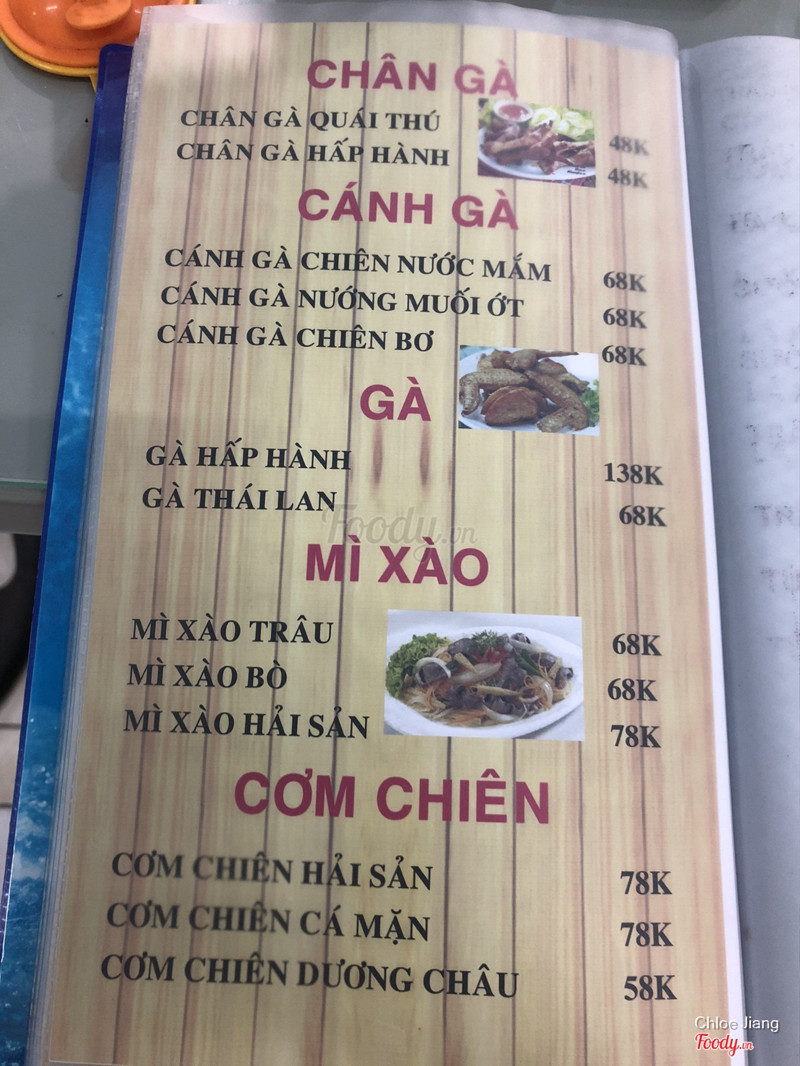 CHÂN GÀ
CHÂN GÀ QUÁI THÚ 48K
CHÂN GÀ HẤP HÀNH 48K
CÁNH GÀ
CÁNH GÀ CHIÊN NƯỚC MẮM 68K
CÁNH GÀ NƯỚNG MUỐI ỚT 68K
CÁNH GÀ CHIÊN BƠ 68K
GÀ
GÀ HẤP HÀNH 138K
GÀ THÁI LAN 68K
Foody.vn
MÌ XÀO
MÌ XÀO TRÂU 68K
MÌ XÀO BÒ 68K
MÌ XÀO HẢI SẢN 78K
CƠM CHIÊN
CƠM CHIÊN HẢI SẢN 78K
CƠM CHIÊN CÁ MẶN 78K
CƠM CHIÊN DƯƠNG CHÂU 58K
Chloe Jiang
Foody.vn